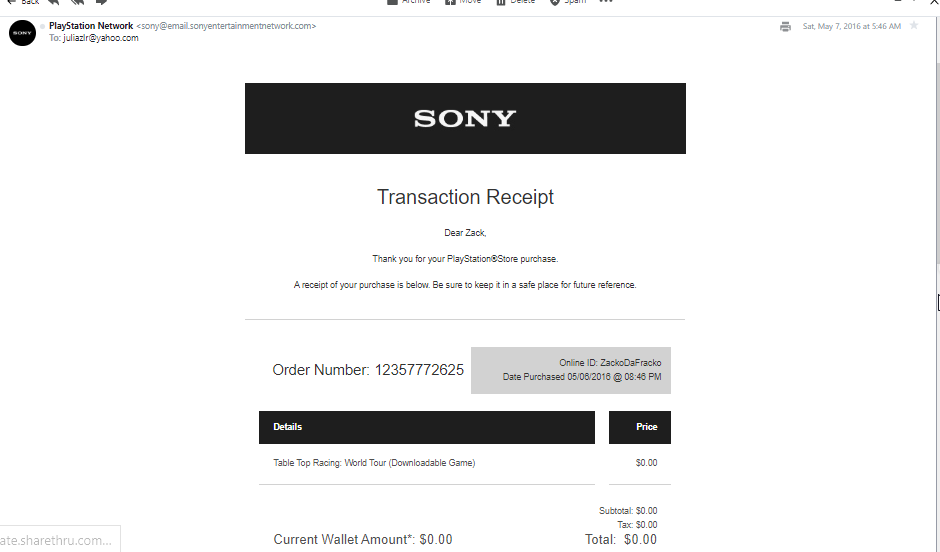 Back
Archive
Move
Delete
Spam
SONY
PlayStation Network <sony@email.sonyentertainmentnetwork.com>
Sat, May 7, 2016 at 5:46 AM
To: juliazlr@yahoo.com
SONY
Transaction Receipt
Dear Zack,
Thank you for your PlayStation®Store purchase.
A receipt of your purchase is below. Be sure to keep it in a safe place for future reference.
Order Number: 12357772625
Online ID: ZackoDaFracko
Date Purchased 05/06/2016 @ 08:46 PM
Details
Price
Table Top Racing: World Tour (Downloadable Game)
$0.00
Subtotal: $0.00
Tax: $0.00
Current Wallet Amount*: $0.00
Total: $0.00
ate.sharethru.com...